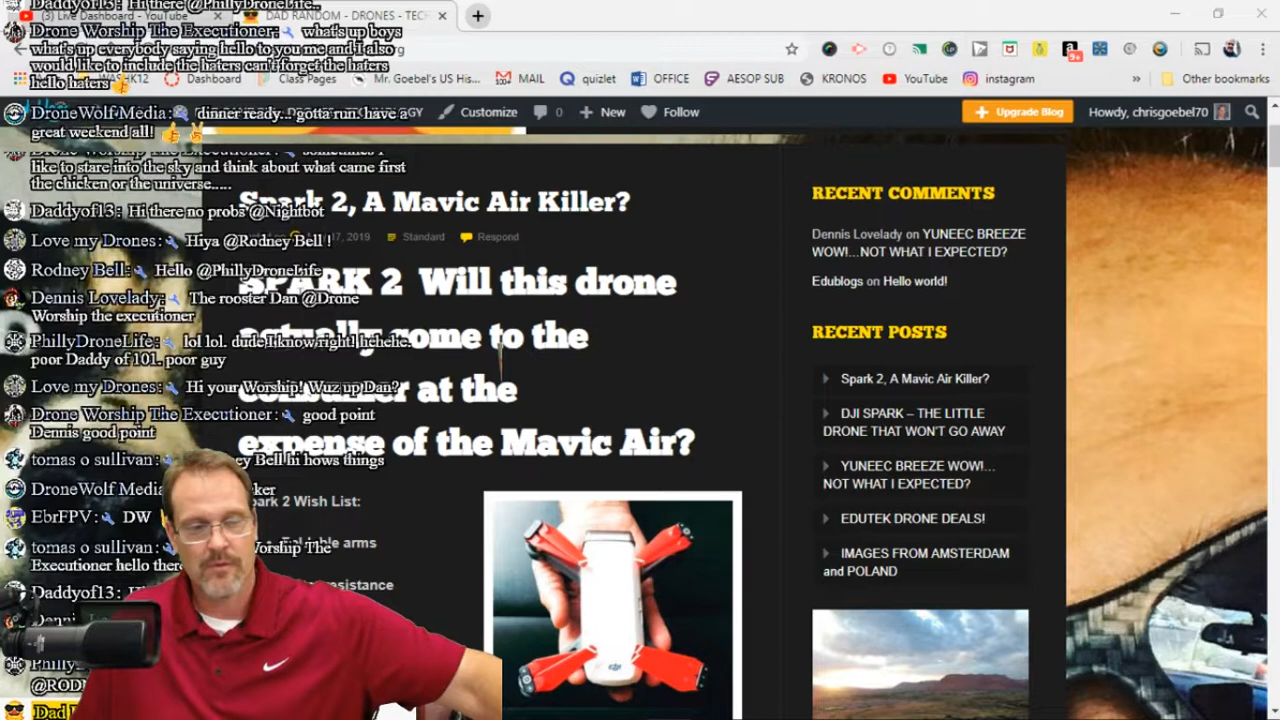 Daddyof13: Hi there @PhillyDroneLife..
(3) Live Dashboard - YouTube
DAD RANDOM - DRONES - TECH
Drone Worship The Executioner: what's up boys
what's up everybody saying hello to you me and I also
would like to include the haters can't forget the haters
hello haters
Dashboard
Class Pages
Mr. Goebel's US His...
MAIL
quizlet
OFFICE
AESOP SUB
KRONOS
YouTube
instagram
»
Other bookmarks
9+
DroneWolfMedia: dinner ready... gotta run. have a
great weekend all!
Customize
0
New
Follow
Upgrade Blog
Howdy, chrisgoebel70
Drone Worship The Executioner: sometimes I
like to stare into the sky and think about what came first
the chicken or the universe.....
Daddyof13: Hi there no probs @Nightbot
Love my Drones: Hiya @Rodney Bell !
Rodney Bell: Hello @PhillyDroneLife
Dennis Lovelady: The rooster Dan @Drone
Worship the executioner
PhillyDroneLife: lol lol. dude I know right! hehehe.
poor Daddy of 101. poor guy
Love my Drones: Hi your Worship! Wuz up Dan?
Drone Worship The Executioner: good point
Dennis good point
tomas o sullivan: Bell hi hows things
DroneWolf Media
EbrFPV: DW
tomas o sullivan: Worship The
Executioner hello there
Daddyof13:
Dad
Spark 2, A Mavic Air Killer?
17, 2019
Standard
Respond
SPARK 2 Will this drone
actually come to the
consumer at the
expense of the Mavic Air?
Spark 2 Wish List:
arms
resistance
RECENT COMMENTS
Dennis Lovelady on YUNEEC BREEZE
WOW!...NOT WHAT I EXPECTED?
Edublogs on Hello world!
RECENT POSTS
Spark 2, A Mavic Air Killer?
DJI SPARK – THE LITTLE
DRONE THAT WON'T GO AWAY
YUNEEC BREEZE WOW!...
NOT WHAT I EXPECTED?
EDUTEK DRONE DEALS!
IMAGES FROM AMSTERDAM
and POLAND
dji